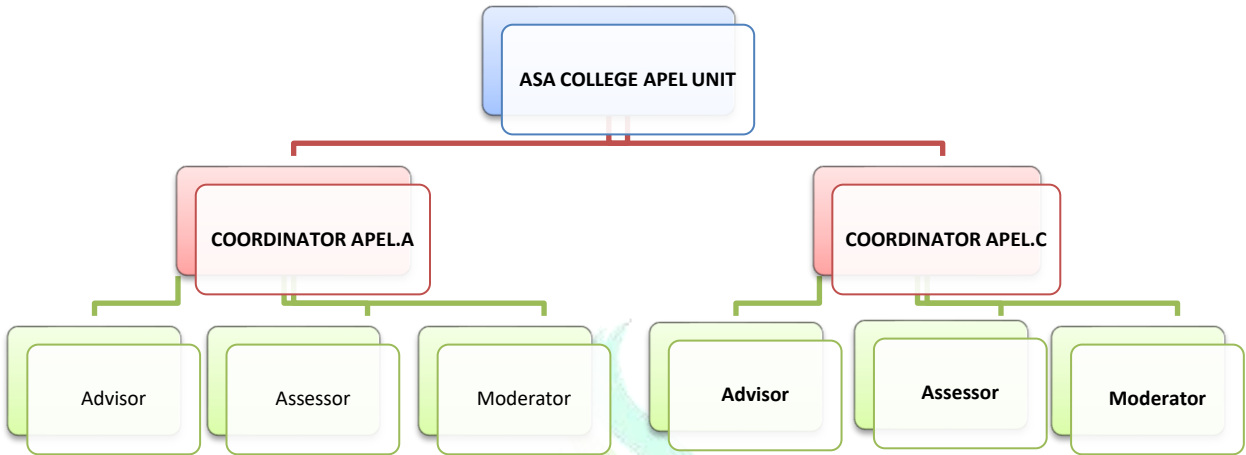 ASA COLLEGE APEL UNIT
COORDINATOR APEL.A
COORDINATOR APEL.C
Advisor
Assessor
Moderator
Advisor
Assessor
Moderator